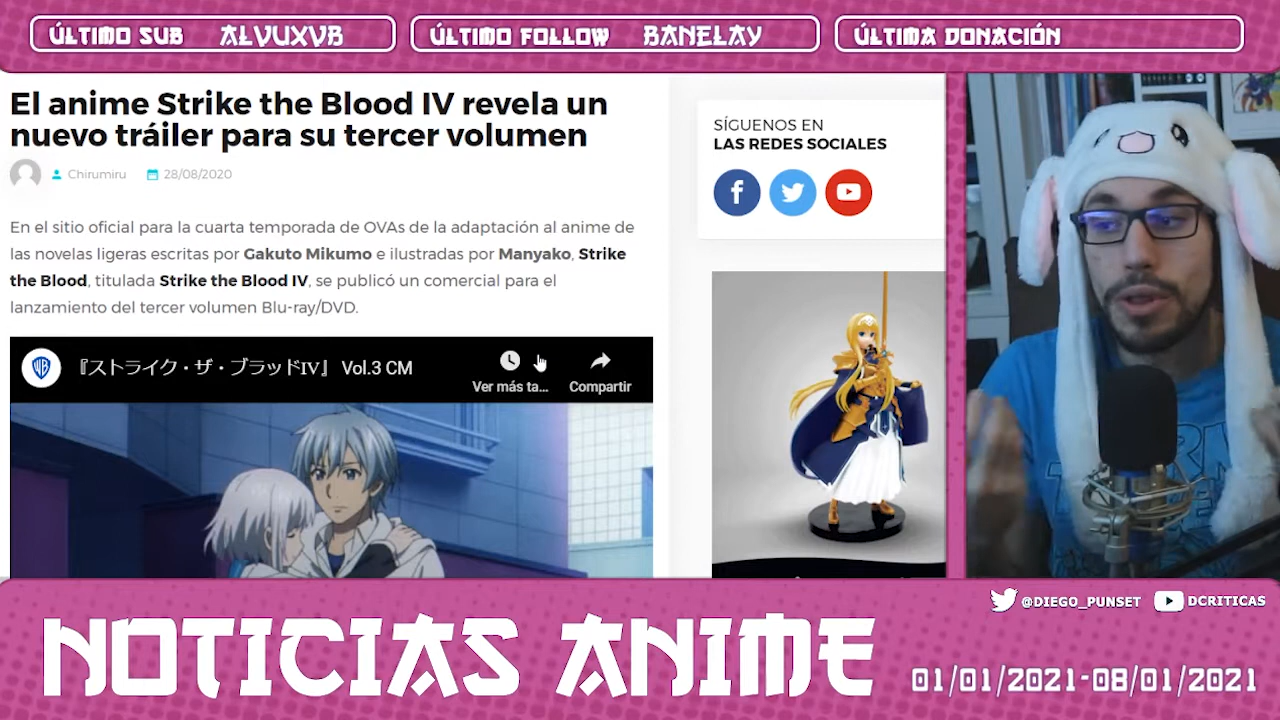 ÚLTIMO SUB ALVUXVB
ÚLTIMO FOLLOW BANELAY
ÚLTIMA DONACIÓN
El anime Strike the Blood IV revela un
nuevo tráiler para su tercer volumen
Chirumiru 28/08/2020
En el sitio oficial para la cuarta temporada de OVAs de la adaptación al anime de
las novelas ligeras escritas por Gakuto Mikumo e ilustradas por Manyako, Strike
the Blood, titulada Strike the Blood IV, se publicó un comercial para el
lanzamiento del tercer volumen Blu-ray/DVD.
『ストライク・ザ・ブラッドIV』 Vol.3 CM
Ver más ta...
Compartir
SÍGUENOS EN
LAS REDES SOCIALES
@DIEGO_PUNSET
DCRITICAS
NOTICIAS ANIME
01/01/2021-08/01/2021